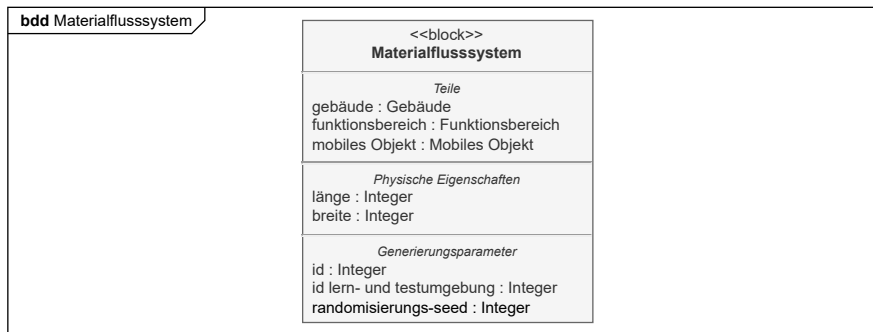 bdd Materialflusssystem
<<block>>
Materialflusssystem
Teile
gebäude : Gebäude
funktionsbereich : Funktionsbereich
mobiles Objekt : Mobiles Objekt
Physische Eigenschaften
länge : Integer
breite : Integer
Generierungsparameter
id : Integer
id lern- und testumgebung : Integer
randomisierungs-seed : Integer